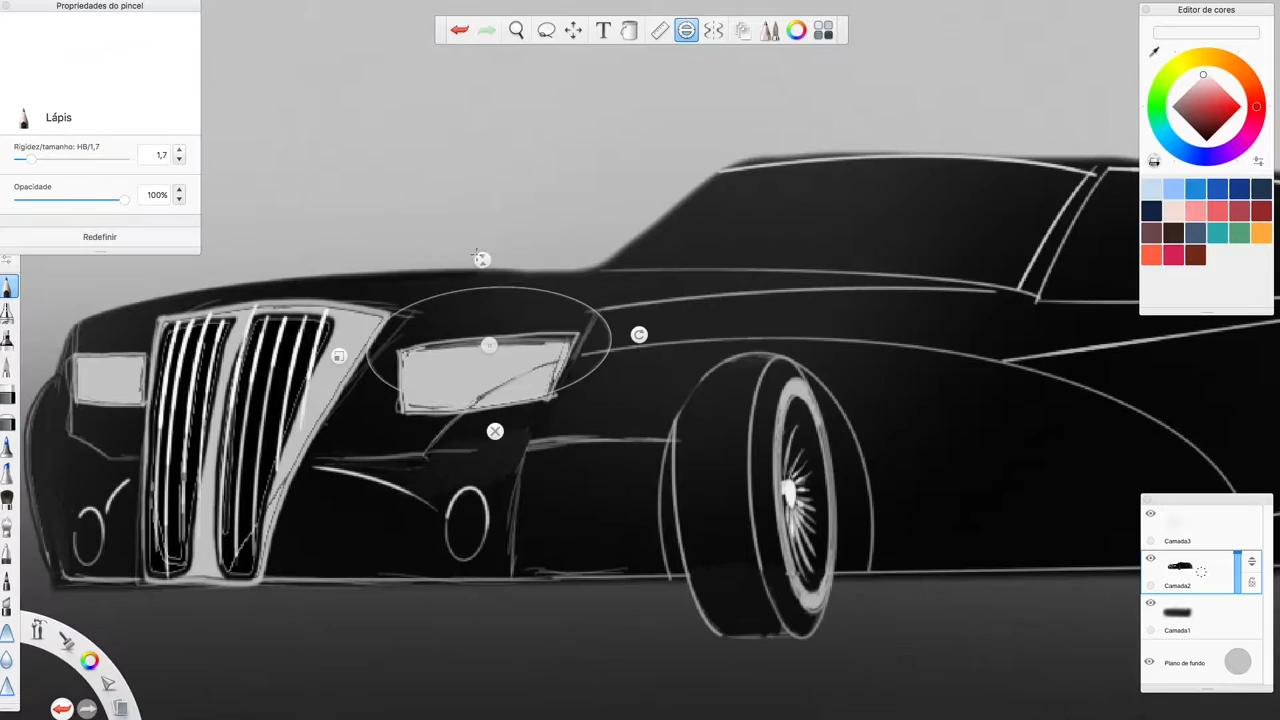 Propriedades do pincel
Lápis
Rigidez/tamanho: HB/1,7
1,7
Opacidade
100%
Redefinir
T
Editor de cores
Camada3
Camada2
Camada1
Plano de fundo